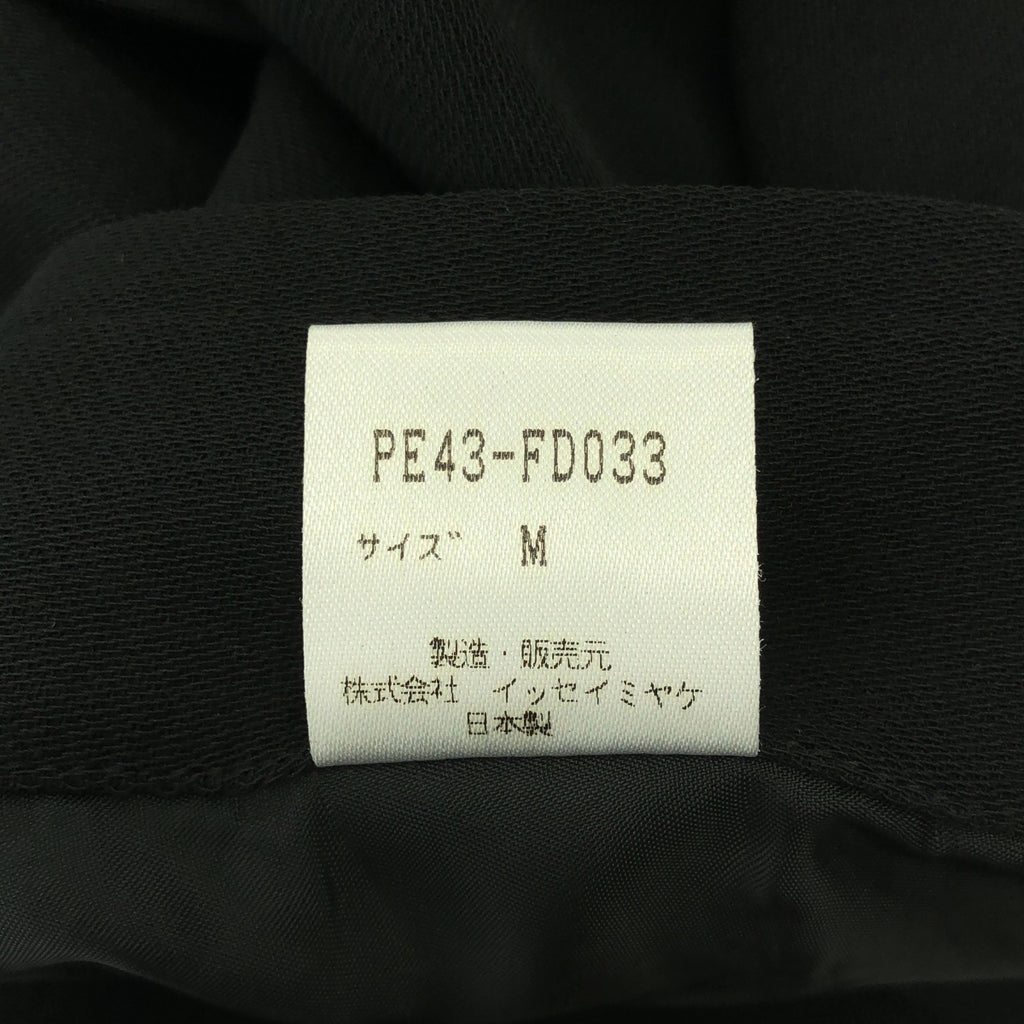 PE43-FD033
サイズ M
製造・販売元
株式会社 イッセイミヤケ
日本製